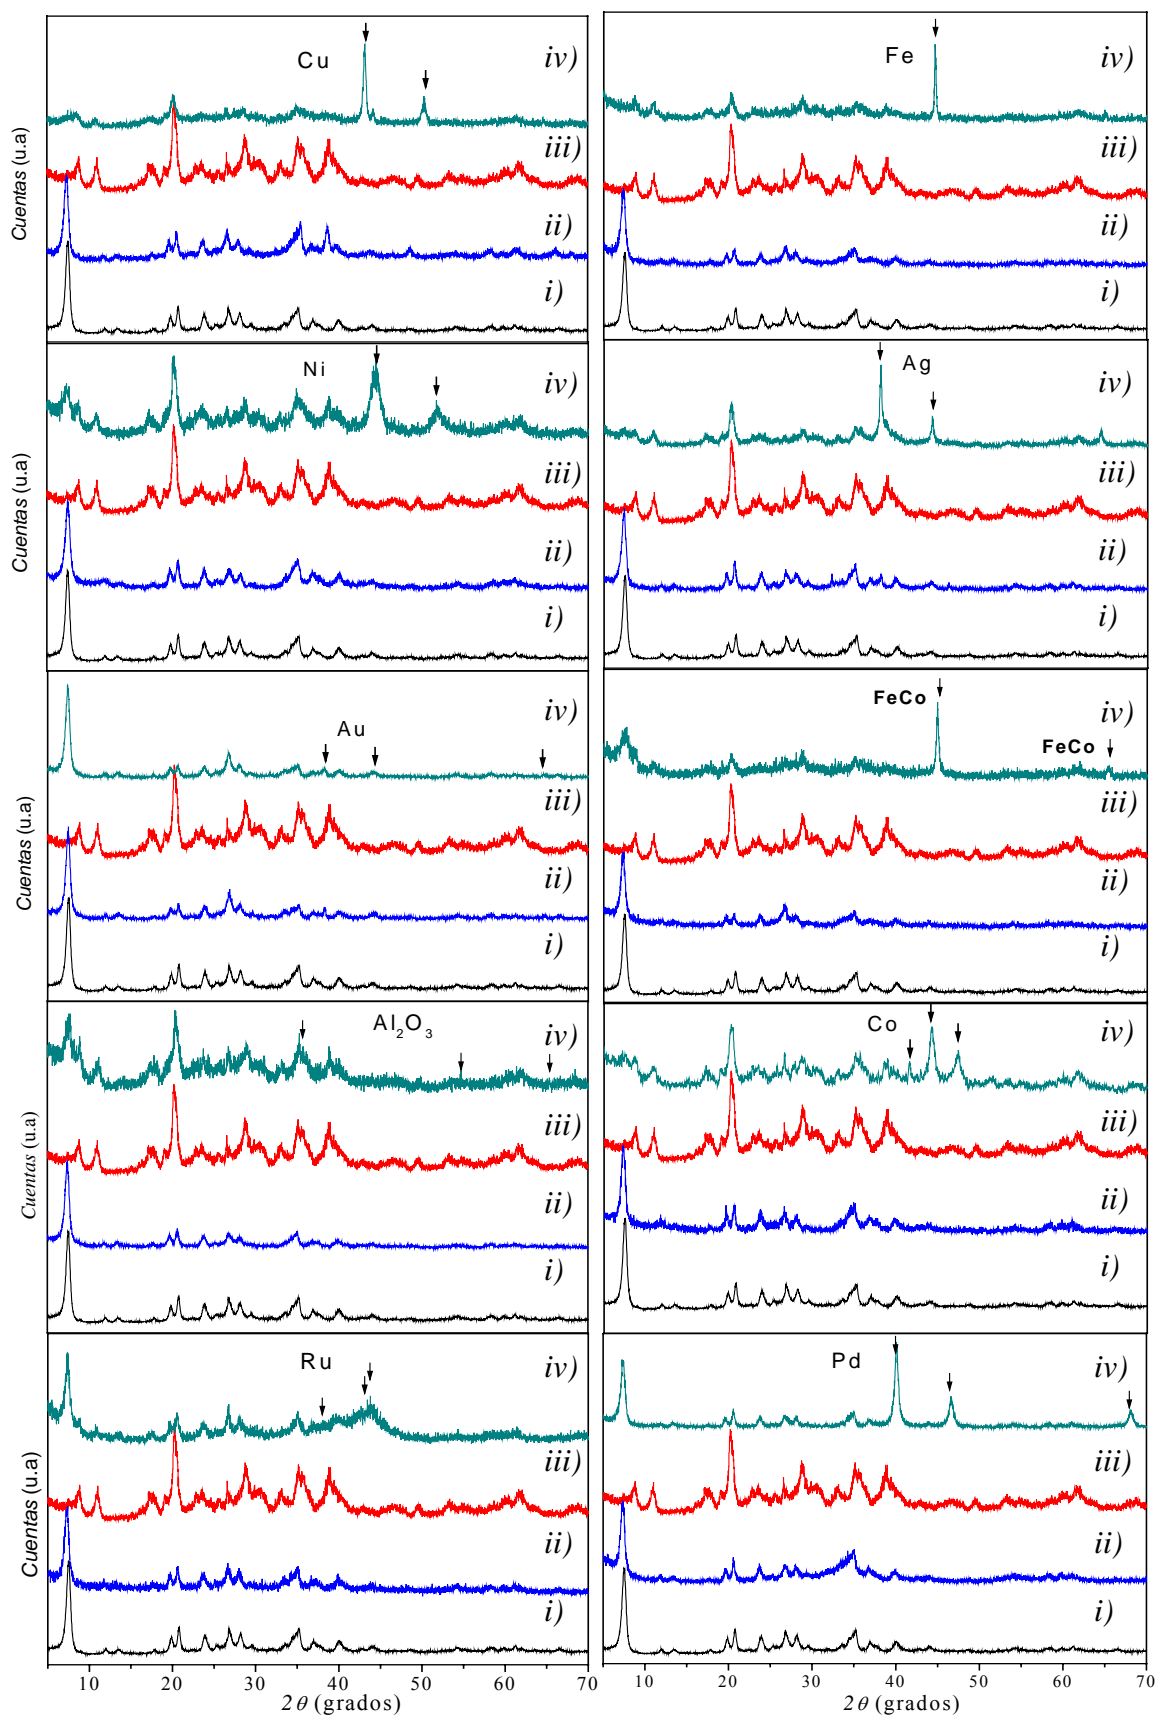 Cu
iv)
iii)
ii)
i)
Cuentas (u.a)
Fe
iv)
iii)
ii)
i)
Ni
iv)
iii)
ii)
i)
Cuentas (u.a)
Ag
iv)
iii)
ii)
i)
Au
iv)
iii)
ii)
i)
Cuentas (u.a)
FeCo
FeCo
iv)
iii)
ii)
i)
Al2O3
iv)
iii)
ii)
i)
Cuentas (u.a)
Co
iv)
iii)
ii)
i)
Ru
iv)
iii)
ii)
i)
Cuentas (u.a)
10 20 30 40 50 60 70
2θ (grados)
Pd
iv)
iii)
ii)
i)
10 20 30 40 50 60 70
2θ (grados)